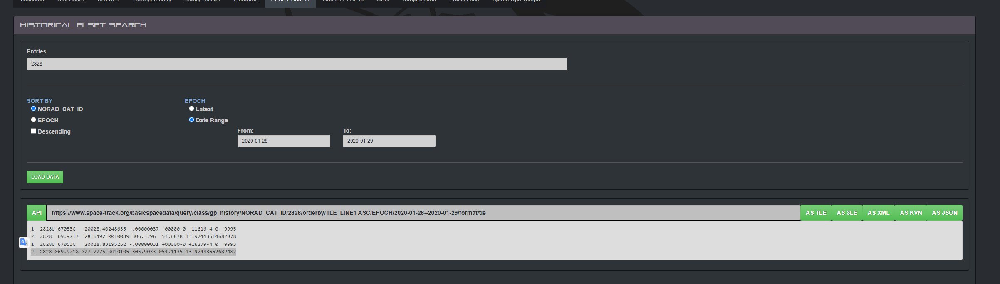 Welcome Box Score SATCAT Decay/Reentry Query Builder Favorites ELSET Search Recent ELSETs SSR Conjunctions Public Files Space Ops Tempo
HISTORICAL ELSET SEARCH
Entries
2828
SORT BY
NORAD_CAT_ID
EPOCH
Descending
EPOCH
Latest
Date Range
From: To:
2020-01-28 2020-01-29
LOAD DATA
API https://www.space-track.org/basicspacedata/query/class/gp_history/NORAD_CAT_ID/2828/orderby/TLE_LINE1 ASC/EPOCH/2020-01-28--2020-01-29/format/tle AS TLE AS 3LE AS XML AS KVN AS JSON
1  2828U 67053C   20028.40248635 -.00000037  00000-0  11616-4 0  9995
2  2828  69.9717  28.6492 0010089 306.3296  53.6878 13.97443514682878
1  2828U 67053C   20028.83195262 -.00000031 +00000-0 +16279-4 0  9993
2  2828 069.9718 027.7275 0010105 305.9033 054.1135 13.97443552682482